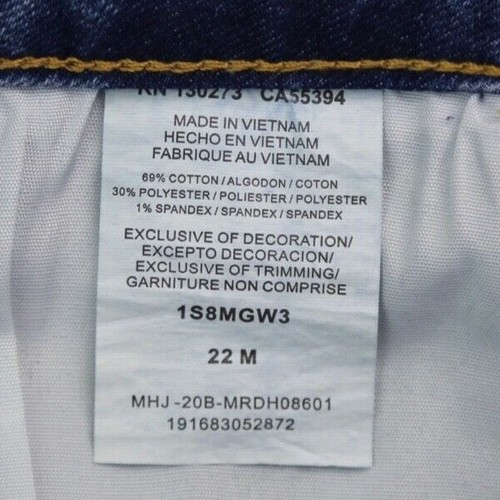 RN 130273 CA55394
MADE IN VIETNAM
HECHO EN VIETNAM
FABRIQUE AU VIETNAM
69% COTTON / ALGODON / COTON
30% POLYESTER / POLIESTER / POLYESTER
1% SPANDEX / SPANDEX / SPANDEX
EXCLUSIVE OF DECORATION/
EXCEPTO DECORACION/
EXCLUSIVE OF TRIMMING/
GARNITURE NON COMPRISE
1S8MGW3
22 M
MHJ -20B-MRDH08601
191683052872